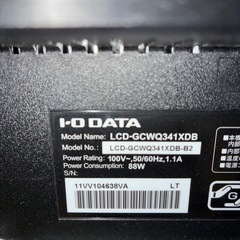 I-O DATA
Model Name: LCD-GCWQ341XDB
Model No.: LCD-GCWQ341XDB-B2
Power Rating: 100V~,50/60Hz,1.1A
Power Consumption: 88W
S/N:
11VV104638VA LT